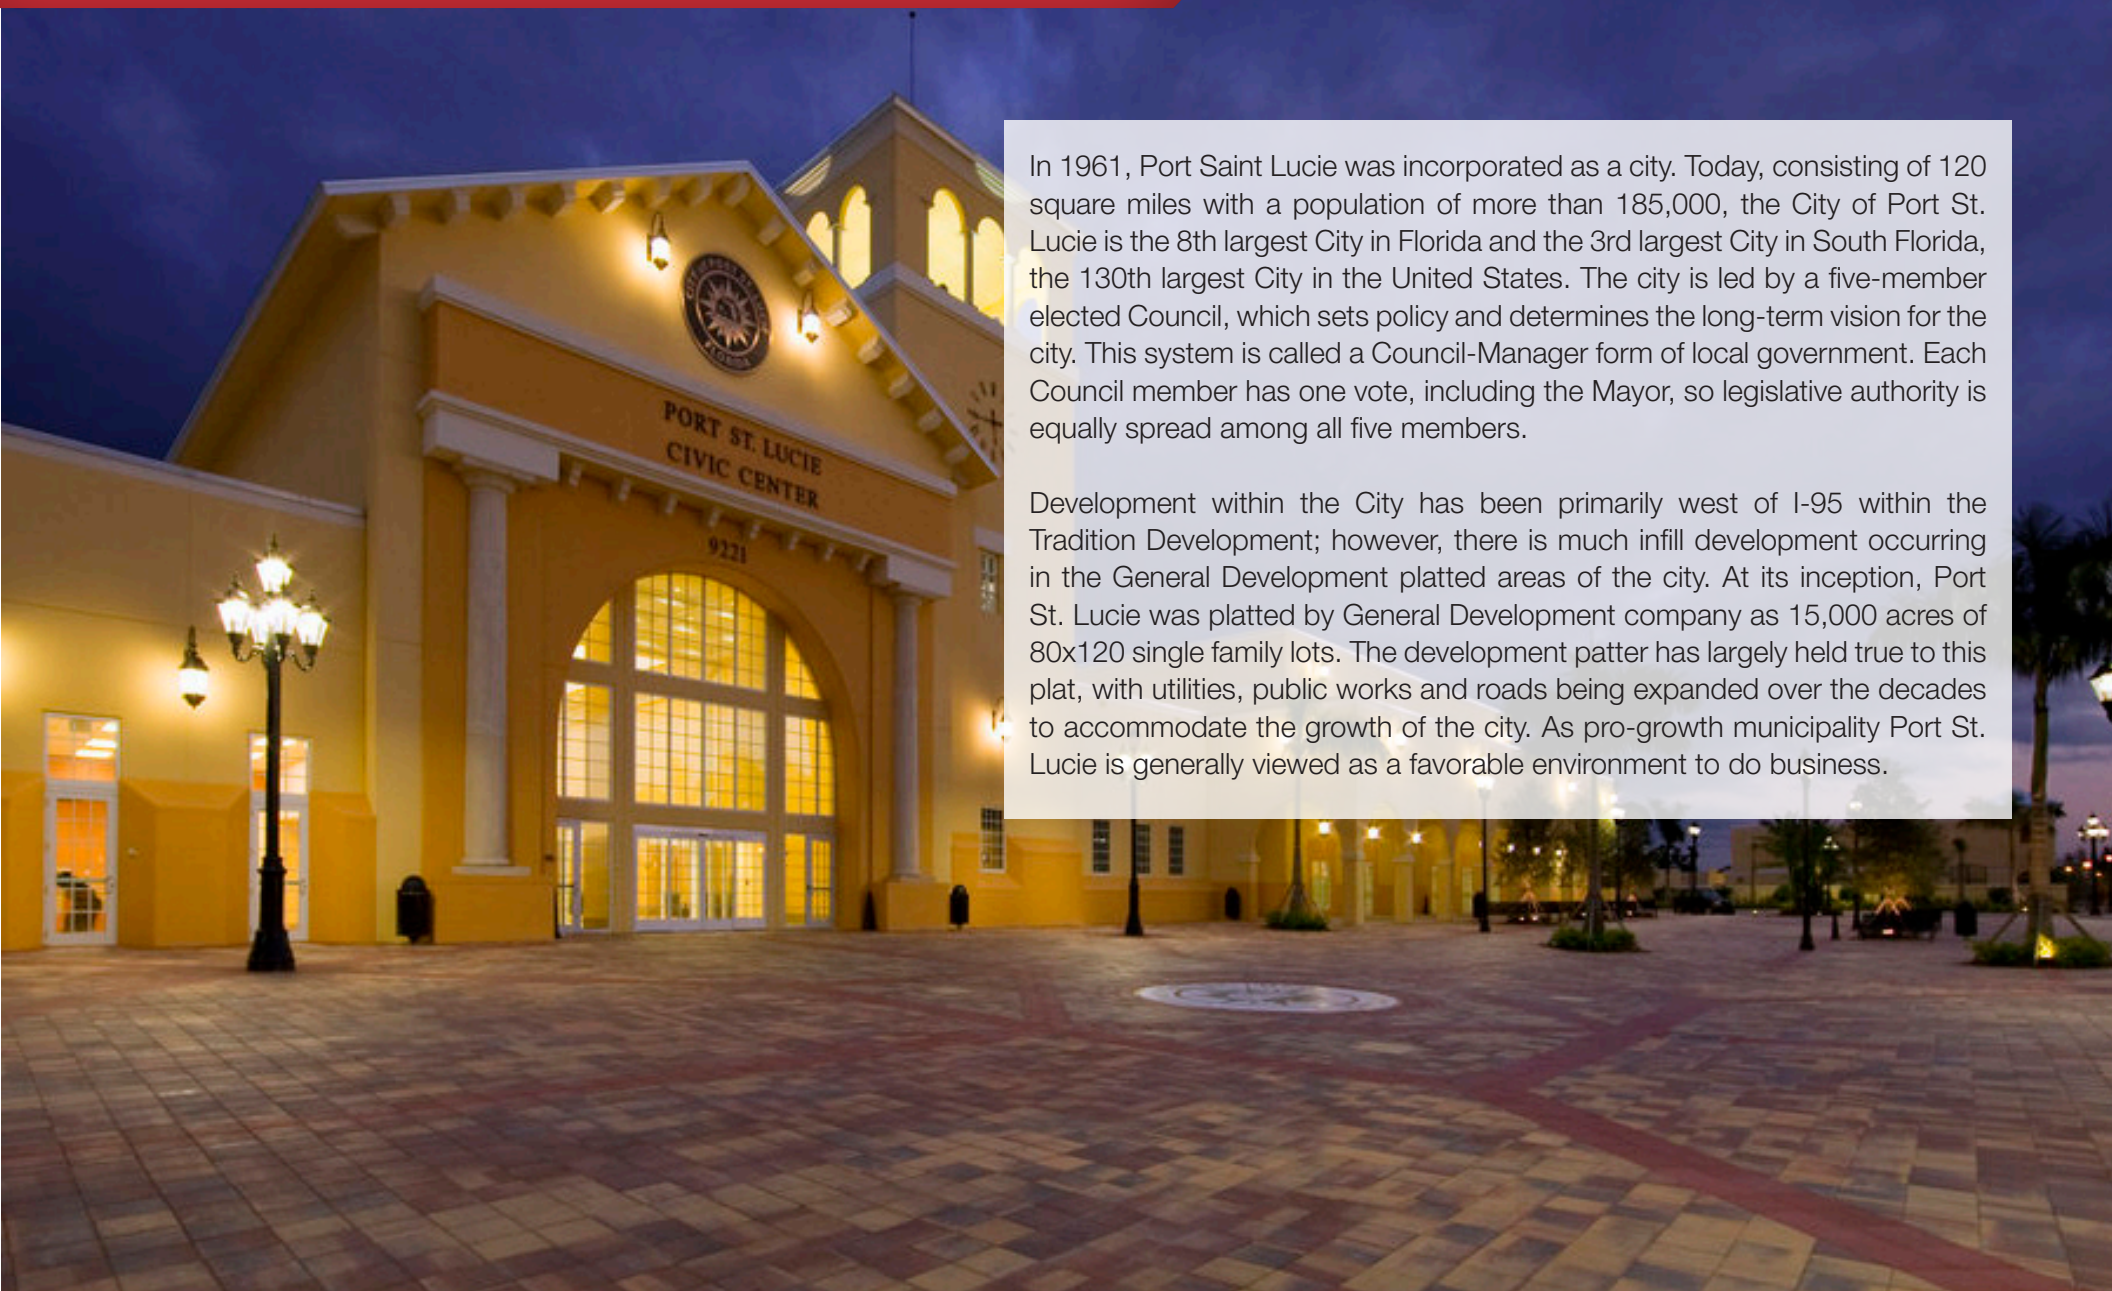 In 1961, Port Saint Lucie was incorporated as a city. Today, consisting of 120
square miles with a population of more than 185,000, the City of Port St.
Lucie is the 8th largest City in Florida and the 3rd largest City in South Florida,
the 130th largest City in the United States. The city is led by a five-member
elected Council, which sets policy and determines the long-term vision for the
city. This system is called a Council-Manager form of local government. Each
Council member has one vote, including the Mayor, so legislative authority is
equally spread among all five members.
Development within the City has been primarily west of I-95 within the
Tradition Development; however, there is much infill development occurring
in the General Development platted areas of the city. At its inception, Port
St. Lucie was platted by General Development company as 15,000 acres of
80x120 single family lots. The development patter has largely held true to this
plat, with utilities, public works and roads being expanded over the decades
to accommodate the growth of the city. As pro-growth municipality Port St.
Lucie is generally viewed as a favorable environment to do business.
FLORIDA
PORT ST. LUCIE
CIVIC CENTER
9221